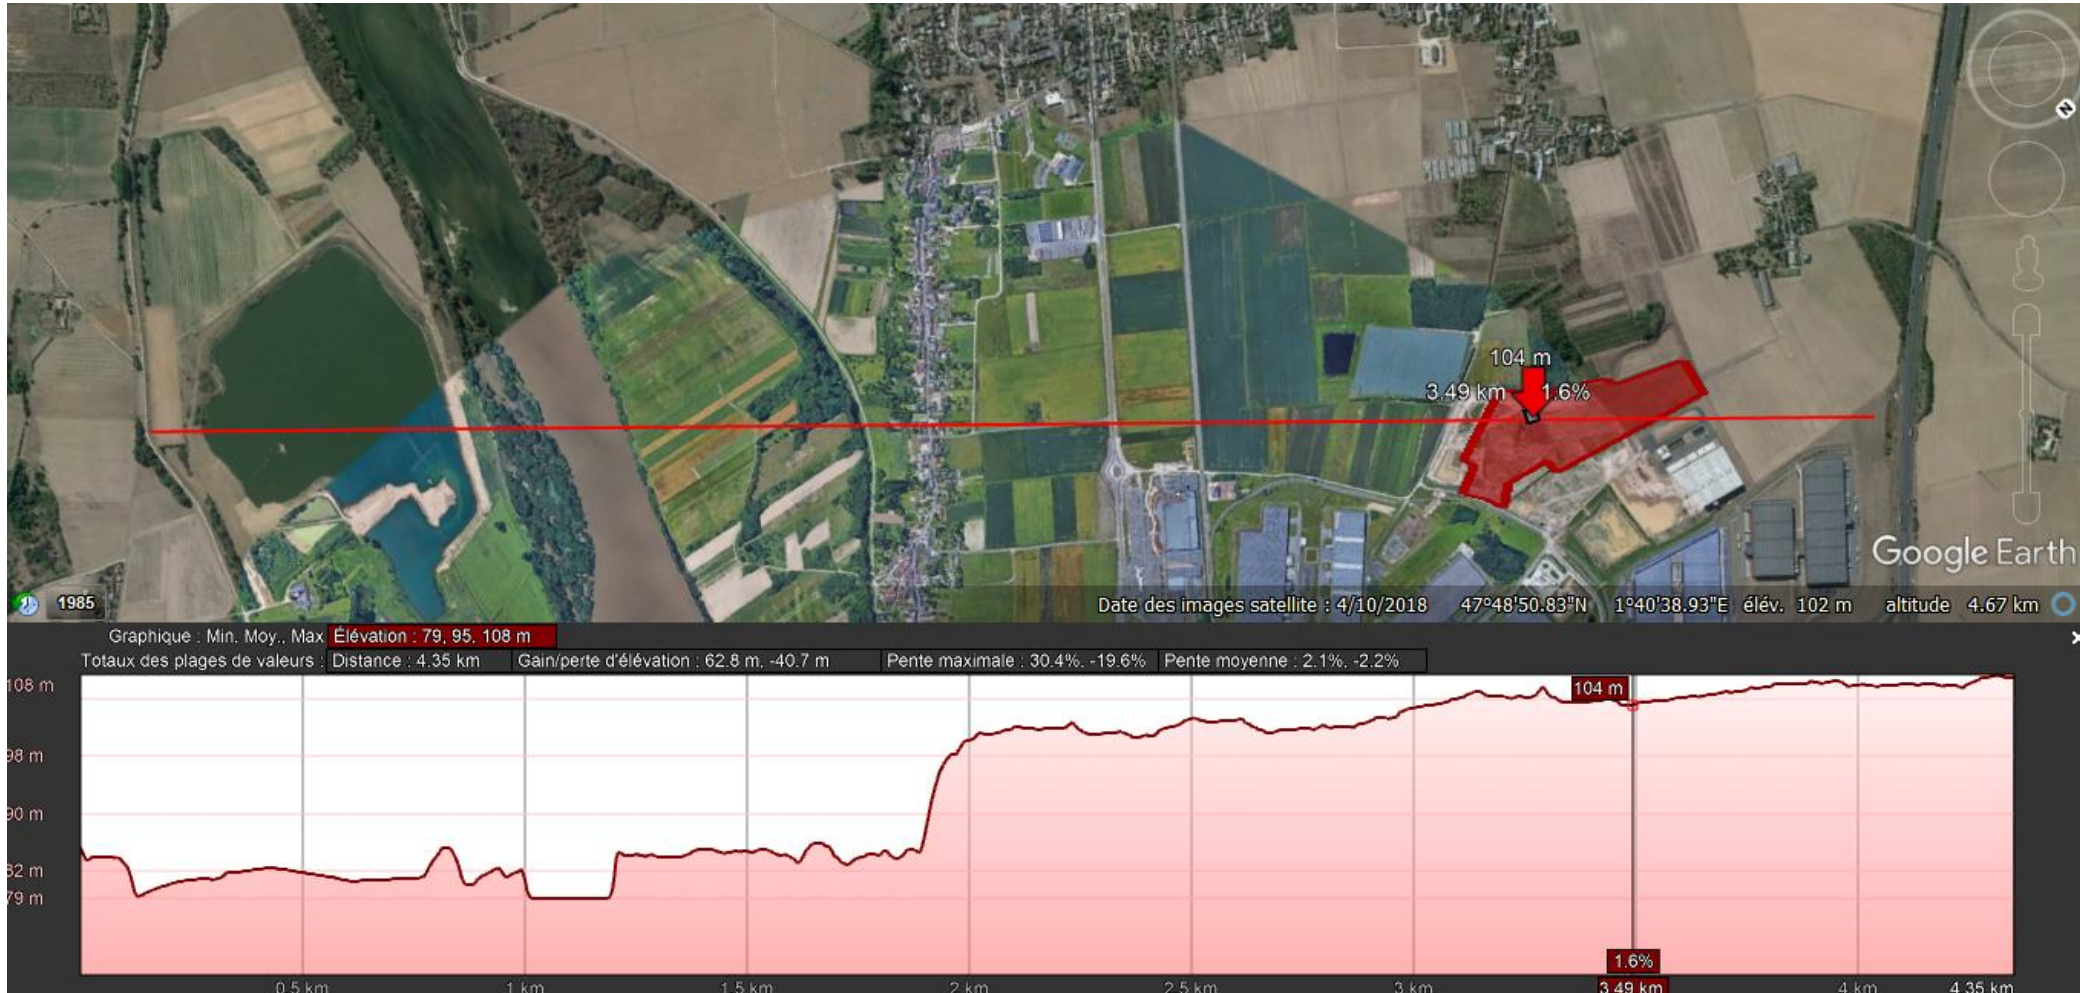 N
104 m
3.49 km 1.6%
Google Earth
1985
Date des images satellite : 4/10/2018 47°48'50.83"N 1°40'38.93"E élév. 102 m altitude 4.67 km
Graphique : Min. Moy., Max Élévation : 79, 95, 108 m
Totaux des plages de valeurs : Distance : 4.35 km Gain/perte d'élévation : 62.8 m, -40.7 m Pente maximale : 30.4%, -19.6% Pente moyenne : 2.1%, -2.2%
108 m
104 m
98 m
90 m
82 m
79 m
1.6%
0.5 km 1 km 1.5 km 2 km 2.5 km 3 km 3.49 km 4 km 4.35 km